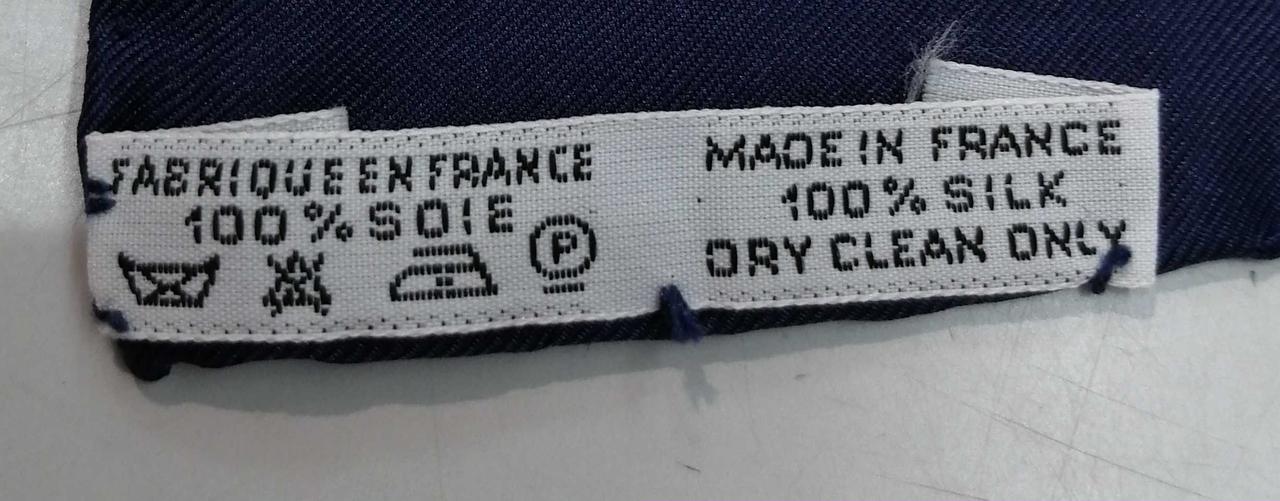 FABRIQUE EN FRANCE
100% SOIE
P
MADE IN FRANCE
100% SILK
DRY CLEAN ONLY